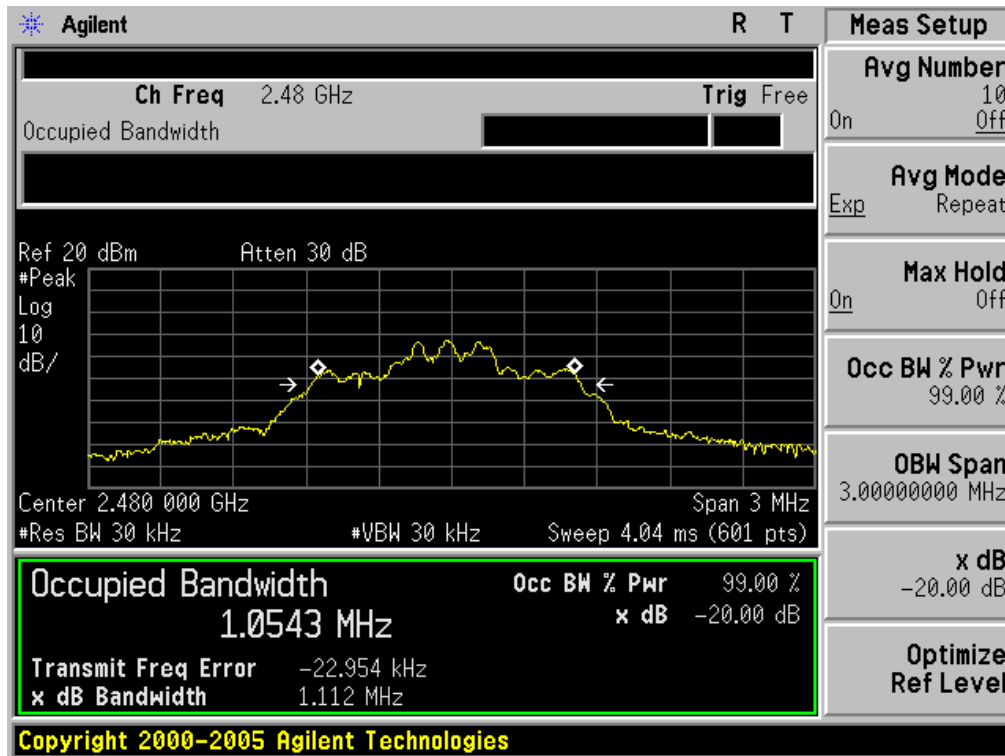 Agilent R T
Ch Freq 2.48 GHz Trig Free
Occupied Bandwidth
Ref 20 dBm Atten 30 dB
#Peak
Log
10
dB/
Center 2.480 000 GHz Span 3 MHz
#Res BW 30 kHz #VBW 30 kHz Sweep 4.04 ms (601 pts)
Occupied Bandwidth
1.0543 MHz
Occ BW % Pwr 99.00 %
x dB -20.00 dB
Transmit Freq Error -22.954 kHz
x dB Bandwidth 1.112 MHz
Copyright 2000-2005 Agilent Technologies
Meas Setup
Avg Number
10
On Off
Avg Mode
Exp Repeat
Max Hold
On Off
Occ BW % Pwr
99.00 %
OBW Span
3.00000000 MHz
x dB
-20.00 dB
Optimize
Ref Level